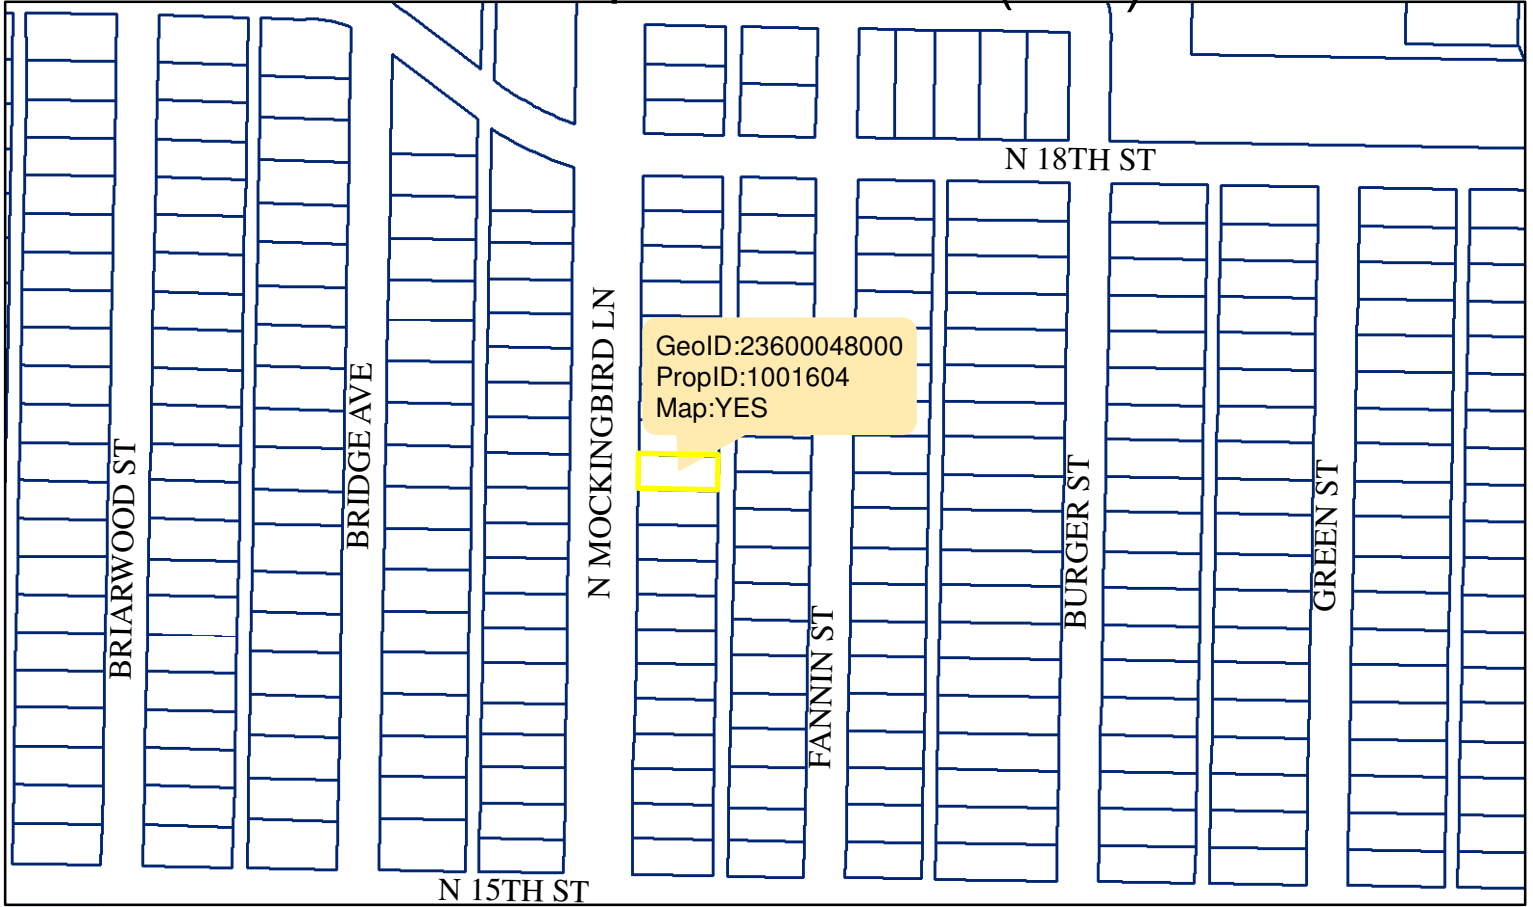 N 18TH ST
GeoID:23600048000
PropID:1001604
Map:YES
N MOCKINGBIRD LN
BRIDGE AVE
BRIARWOOD ST
BURGER ST
GREEN ST
FANNIN ST
N 15TH ST